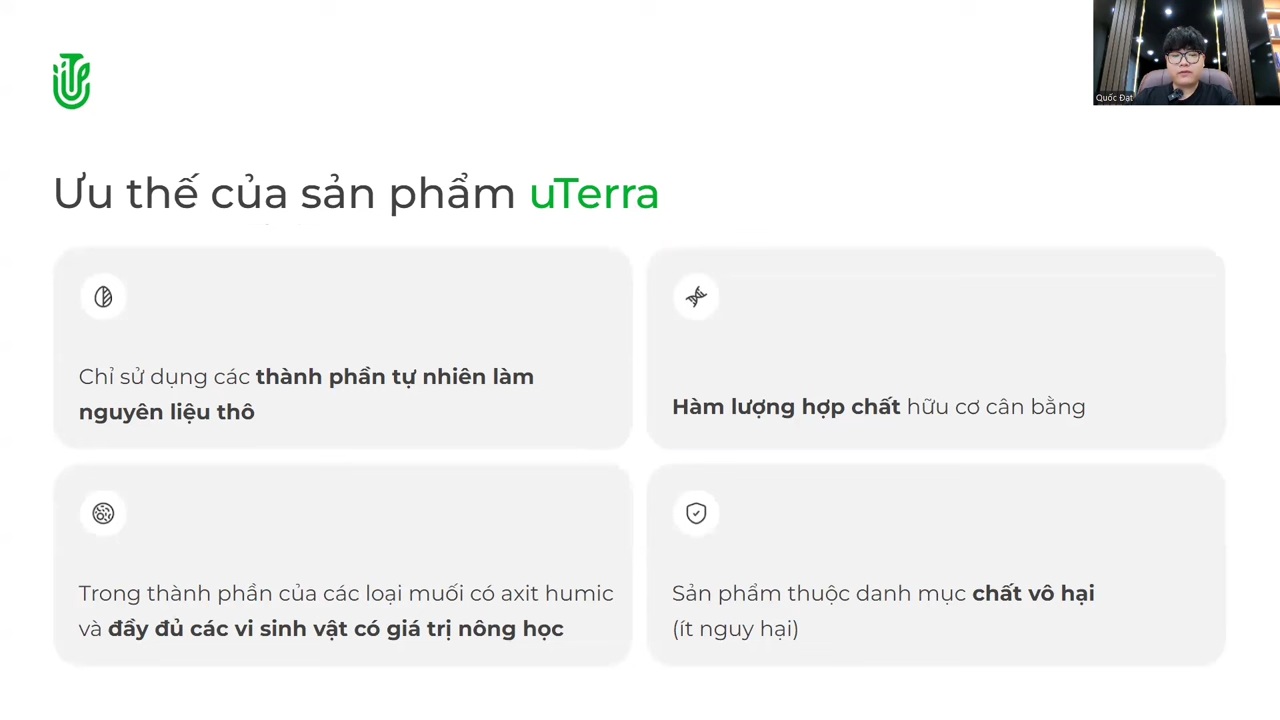 Quốc Đạt
Ưu thế của sản phẩm uTerra
Chỉ sử dụng các thành phần tự nhiên làm
nguyên liệu thô
Hàm lượng hợp chất hữu cơ cân bằng
Trong thành phần của các loại muối có axit humic
và đầy đủ các vi sinh vật có giá trị nông học
Sản phẩm thuộc danh mục chất vô hại
(ít nguy hại)